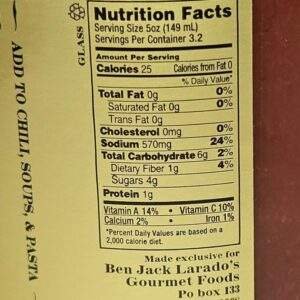 GLASS
ADD TO CHILI, SOUPS, & PASTA
Nutrition Facts
Serving Size 5oz (149 mL)
Servings Per Container 3.2
Amount Per Serving
Calories 25 Calories from Fat 0
% Daily Value*
Total Fat 0g 0%
Saturated Fat 0g 0%
Trans Fat 0g
Cholesterol 0mg 0%
Sodium 570mg 24%
Total Carbohydrate 6g 2%
Dietary Fiber 1g 4%
Sugars 4g
Protein 1g
Vitamin A 14% • Vitamin C 10%
Calcium 2% • Iron 1%
*Percent Daily Values are based on a
2,000 calorie diet.
Made exclusive for
Ben Jack Larado's
Gourmet Foods
Po box 133